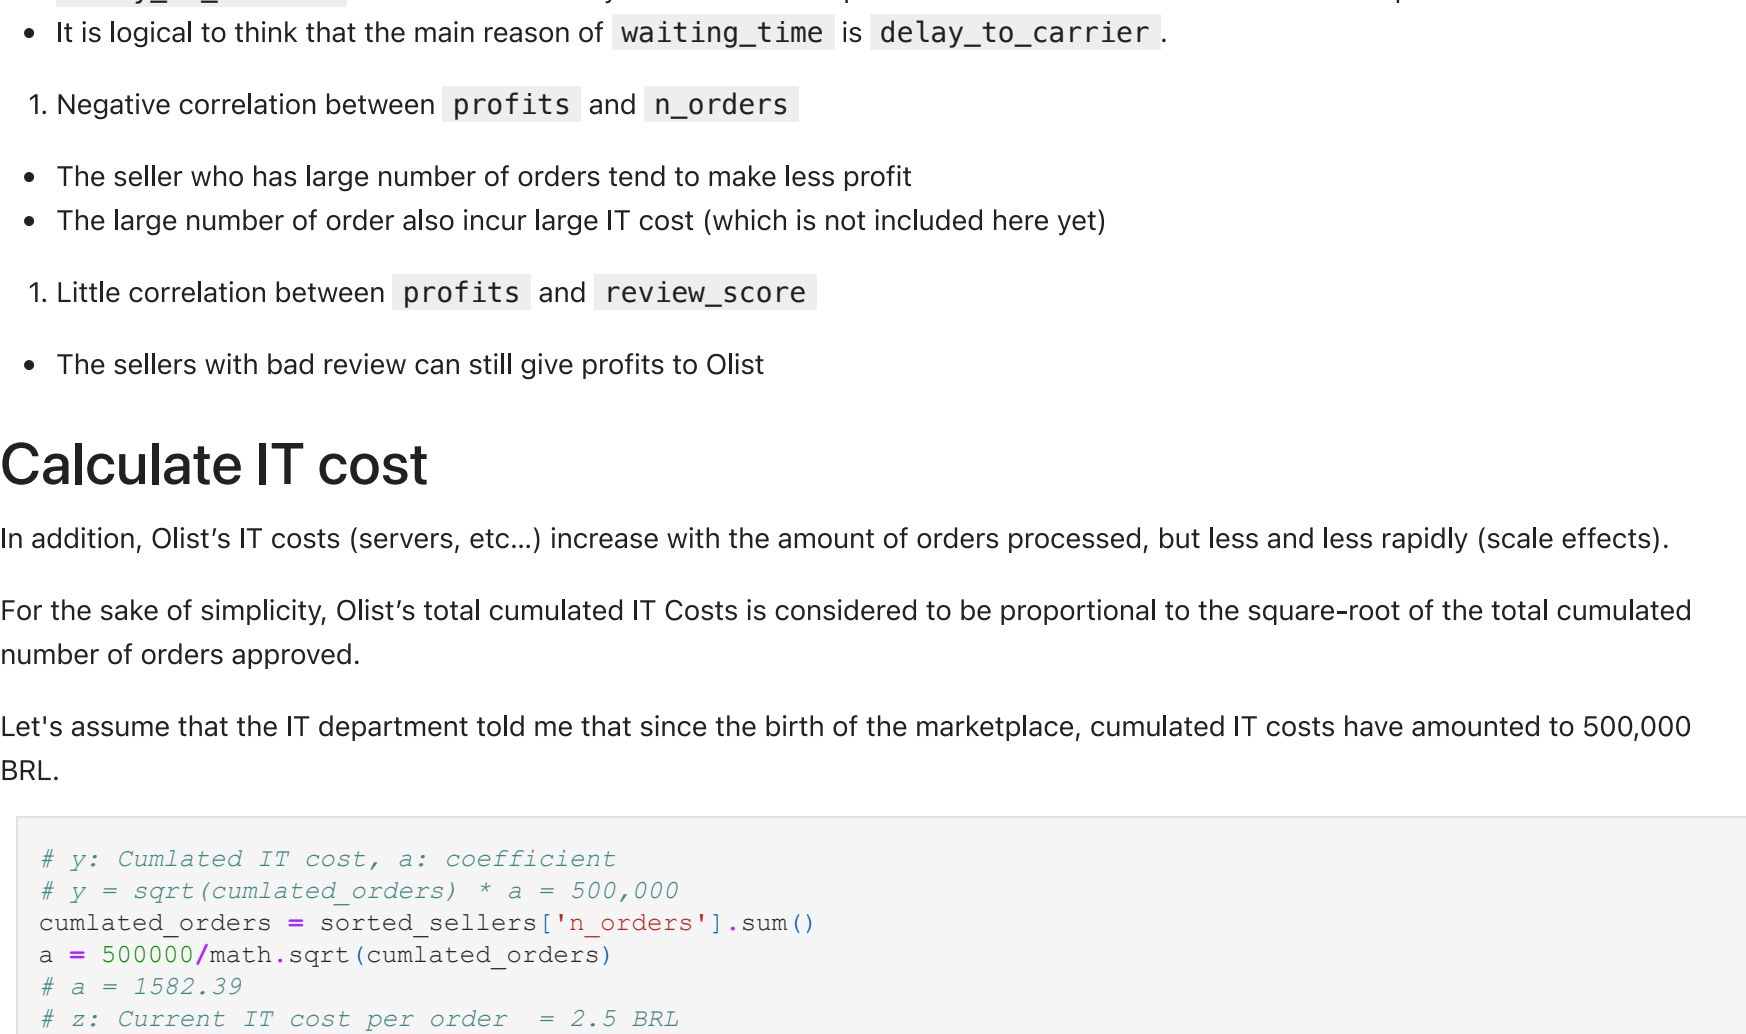 • It is logical to think that the main reason of waiting_time is delay_to_carrier .
1. Negative correlation between profits and n_orders
• The seller who has large number of orders tend to make less profit
• The large number of order also incur large IT cost (which is not included here yet)
1. Little correlation between profits and review_score
• The sellers with bad review can still give profits to Olist
Calculate IT cost
In addition, Olist’s IT costs (servers, etc...) increase with the amount of orders processed, but less and less rapidly (scale effects).
For the sake of simplicity, Olist’s total cumulated IT Costs is considered to be proportional to the square-root of the total cumulated
number of orders approved.
Let's assume that the IT department told me that since the birth of the marketplace, cumulated IT costs have amounted to 500,000
BRL.
# y: Cumlated IT cost, a: coefficient
# y = sqrt(cumlated_orders) * a = 500,000
cumlated_orders = sorted_sellers['n_orders'].sum()
a = 500000/math.sqrt(cumlated_orders)
# a = 1582.39
# z: Current IT cost per order  = 2.5 BRL